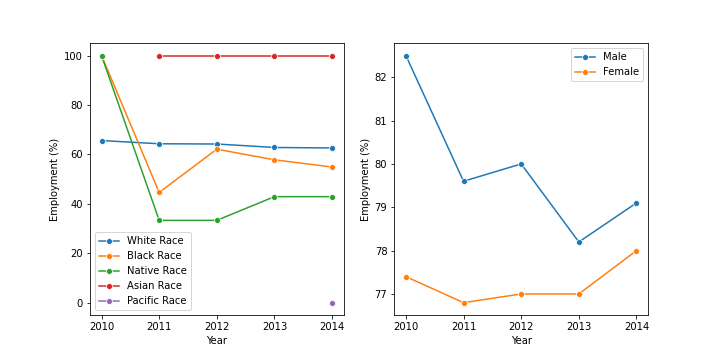 Employment (%)
100
80
60
40
20
0
White Race
Black Race
Native Race
Asian Race
Pacific Race
2010 2011 2012 2013 2014
Year
Employment (%)
82
81
80
79
78
77
Male
Female
2010 2011 2012 2013 2014
Year